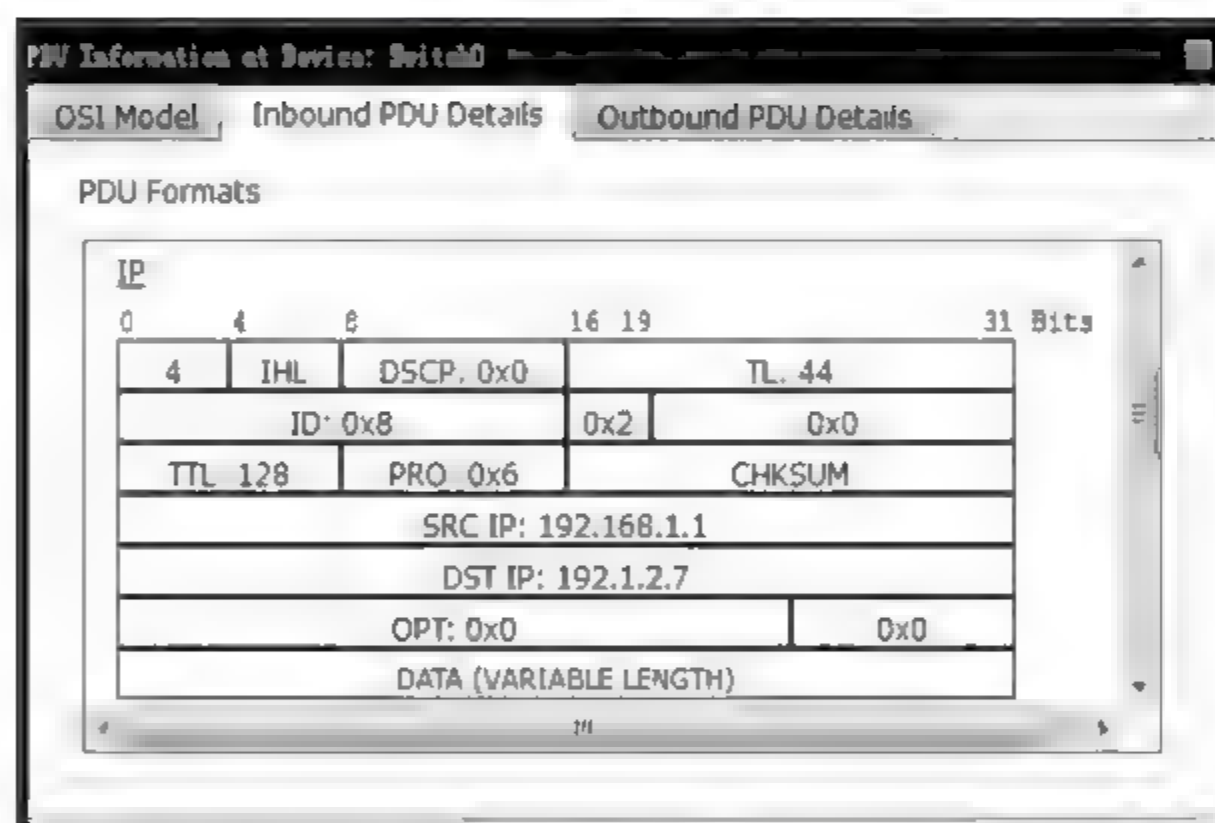 PDU Information at Device: Switch0
OSI Model Inbound PDU Details Outbound PDU Details
PDU Formats
IP
0 4 8 16 19 31 Bits
4 IHL DSCP. 0x0 TL. 44
ID: 0x8 0x2 0x0
TTL 128 PRO 0x6 CHKSUM
SRC IP: 192.168.1.1
DST IP: 192.1.2.7
OPT: 0x0 0x0
DATA (VARIABLE LENGTH)